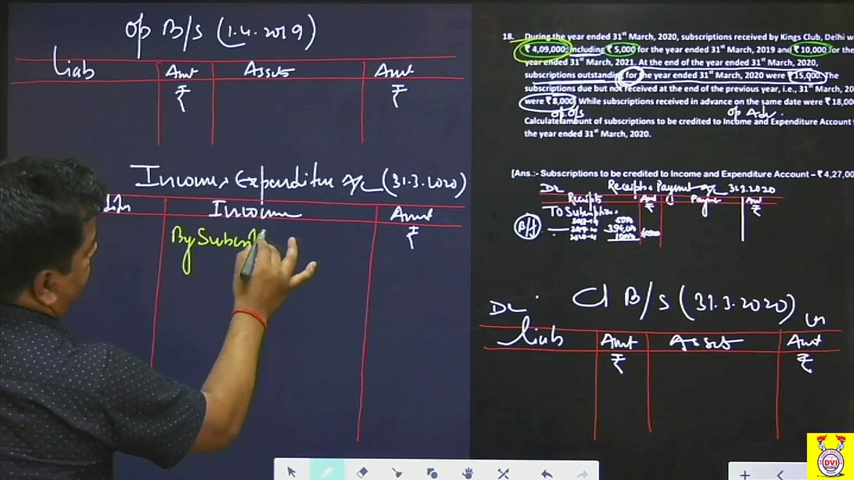 Op B/S (1.4.2019)
Liab Amt Assets Amt
₹ ₹
Income & Expenditure A/c (31.3.2020)
Income Amt
₹
By Subscri
18. During the year ended 31st March, 2020, subscriptions received by Kings Club, Delhi w
₹ 4,09,000; including ₹ 5,000 for the year ended 31st March, 2019 and ₹ 10,000 for
year ended 31st March, 2021. At the end of the year ended 31st March, 2020,
subscriptions outstanding for the year ended 31st March, 2020 were ₹ 15,000. The
subscriptions due but not received at the end of the previous year, i.e., 31st March, 20
were ₹ 8,000. While subscriptions received in advance on the same date were ₹ 18,000
op o/s op Adv.
Calculate amount of subscriptions to be credited to Income and Expenditure Account
the year ended 31st March, 2020.
[Ans.:- Subscriptions to be credited to Income and Expenditure Account – ₹ 4,27,00
Dr Receipt & Payment A/c 31.3.2020
Receipts Amt ₹ Payment ₹
To Subscription
Dr. Cl B/S (31.3.2020)
Liab Amt Assets Amt
₹ ₹
DVI